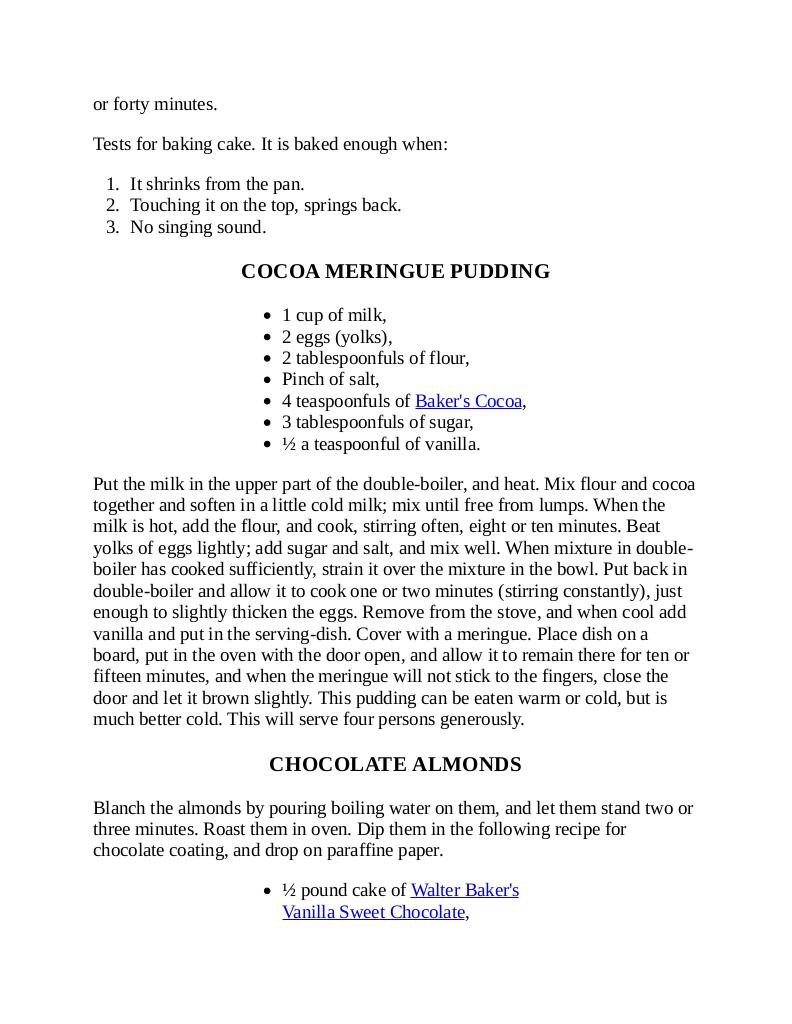 or forty minutes.
Tests for baking cake. It is baked enough when:
1. It shrinks from the pan.
2. Touching it on the top, springs back.
3. No singing sound.
COCOA MERINGUE PUDDING
• 1 cup of milk,
• 2 eggs (yolks),
• 2 tablespoonfuls of flour,
• Pinch of salt,
• 4 teaspoonfuls of Baker's Cocoa,
• 3 tablespoonfuls of sugar,
• ½ a teaspoonful of vanilla.
Put the milk in the upper part of the double-boiler, and heat. Mix flour and cocoa
together and soften in a little cold milk; mix until free from lumps. When the
milk is hot, add the flour, and cook, stirring often, eight or ten minutes. Beat
yolks of eggs lightly; add sugar and salt, and mix well. When mixture in double-
boiler has cooked sufficiently, strain it over the mixture in the bowl. Put back in
double-boiler and allow it to cook one or two minutes (stirring constantly), just
enough to slightly thicken the eggs. Remove from the stove, and when cool add
vanilla and put in the serving-dish. Cover with a meringue. Place dish on a
board, put in the oven with the door open, and allow it to remain there for ten or
fifteen minutes, and when the meringue will not stick to the fingers, close the
door and let it brown slightly. This pudding can be eaten warm or cold, but is
much better cold. This will serve four persons generously.
CHOCOLATE ALMONDS
Blanch the almonds by pouring boiling water on them, and let them stand two or
three minutes. Roast them in oven. Dip them in the following recipe for
chocolate coating, and drop on paraffine paper.
• ½ pound cake of Walter Baker's
Vanilla Sweet Chocolate,